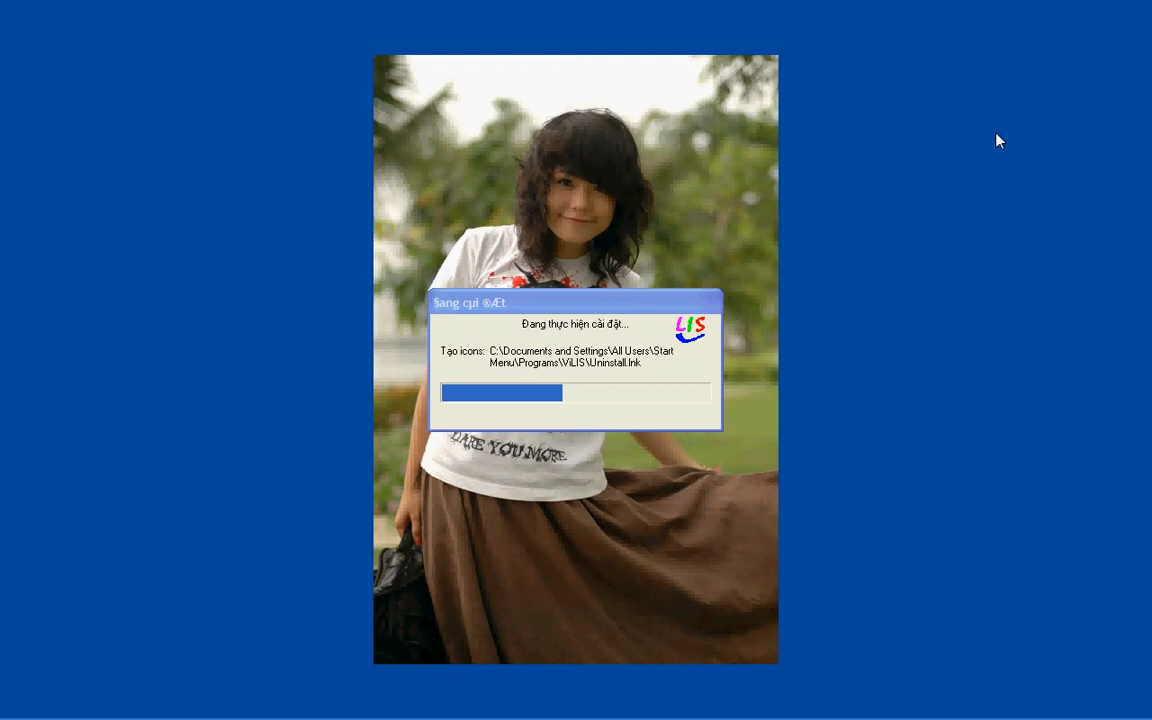 §ang cµi ®Æt
Đang thực hiện cài đặt...
LIS
Tạo icons: C:\Documents and Settings\All Users\Start
Menu\Programs\ViLIS\Uninstall.lnk
DARE YOU MORE